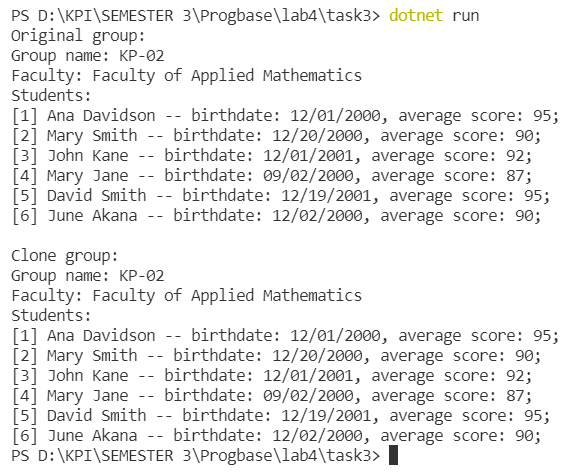 PS D:\KPI\SEMESTER 3\Progbase\lab4\task3> dotnet run
Original group:
Group name: KP-02
Faculty: Faculty of Applied Mathematics
Students:
[1] Ana Davidson -- birthdate: 12/01/2000, average score: 95;
[2] Mary Smith -- birthdate: 12/20/2000, average score: 90;
[3] John Kane -- birthdate: 12/01/2001, average score: 92;
[4] Mary Jane -- birthdate: 09/02/2000, average score: 87;
[5] David Smith -- birthdate: 12/19/2001, average score: 95;
[6] June Akana -- birthdate: 12/02/2000, average score: 90;

Clone group:
Group name: KP-02
Faculty: Faculty of Applied Mathematics
Students:
[1] Ana Davidson -- birthdate: 12/01/2000, average score: 95;
[2] Mary Smith -- birthdate: 12/20/2000, average score: 90;
[3] John Kane -- birthdate: 12/01/2001, average score: 92;
[4] Mary Jane -- birthdate: 09/02/2000, average score: 87;
[5] David Smith -- birthdate: 12/19/2001, average score: 95;
[6] June Akana -- birthdate: 12/02/2000, average score: 90;
PS D:\KPI\SEMESTER 3\Progbase\lab4\task3>